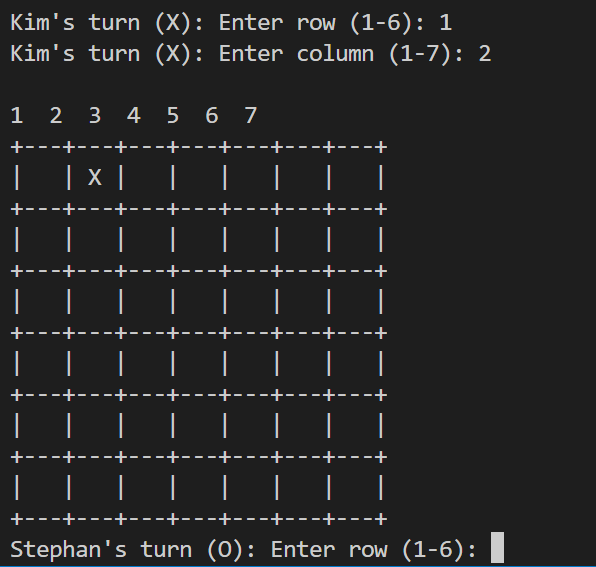 Kim's turn (X): Enter row (1-6): 1
Kim's turn (X): Enter column (1-7): 2

1  2  3  4  5  6  7
+---+---+---+---+---+---+---+
|   | X |   |   |   |   |   |
+---+---+---+---+---+---+---+
|   |   |   |   |   |   |   |
+---+---+---+---+---+---+---+
|   |   |   |   |   |   |   |
+---+---+---+---+---+---+---+
|   |   |   |   |   |   |   |
+---+---+---+---+---+---+---+
|   |   |   |   |   |   |   |
+---+---+---+---+---+---+---+
|   |   |   |   |   |   |   |
+---+---+---+---+---+---+---+
Stephan's turn (O): Enter row (1-6):